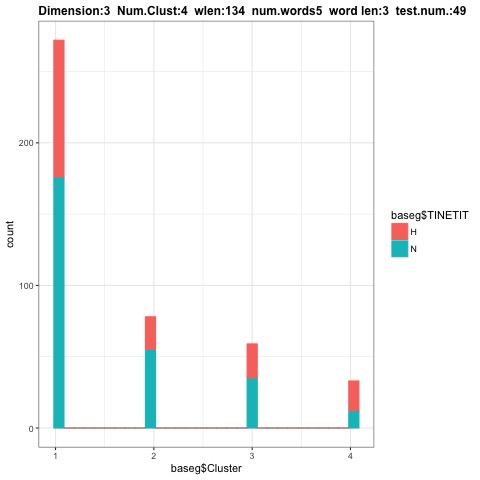 Dimension:3 Num.Clust:4 wlen:134 num.words5 word len:3 test.num.:49
count
200
100
0
1
2
3
4
baseg$Cluster
baseg$TINETIT
H
N